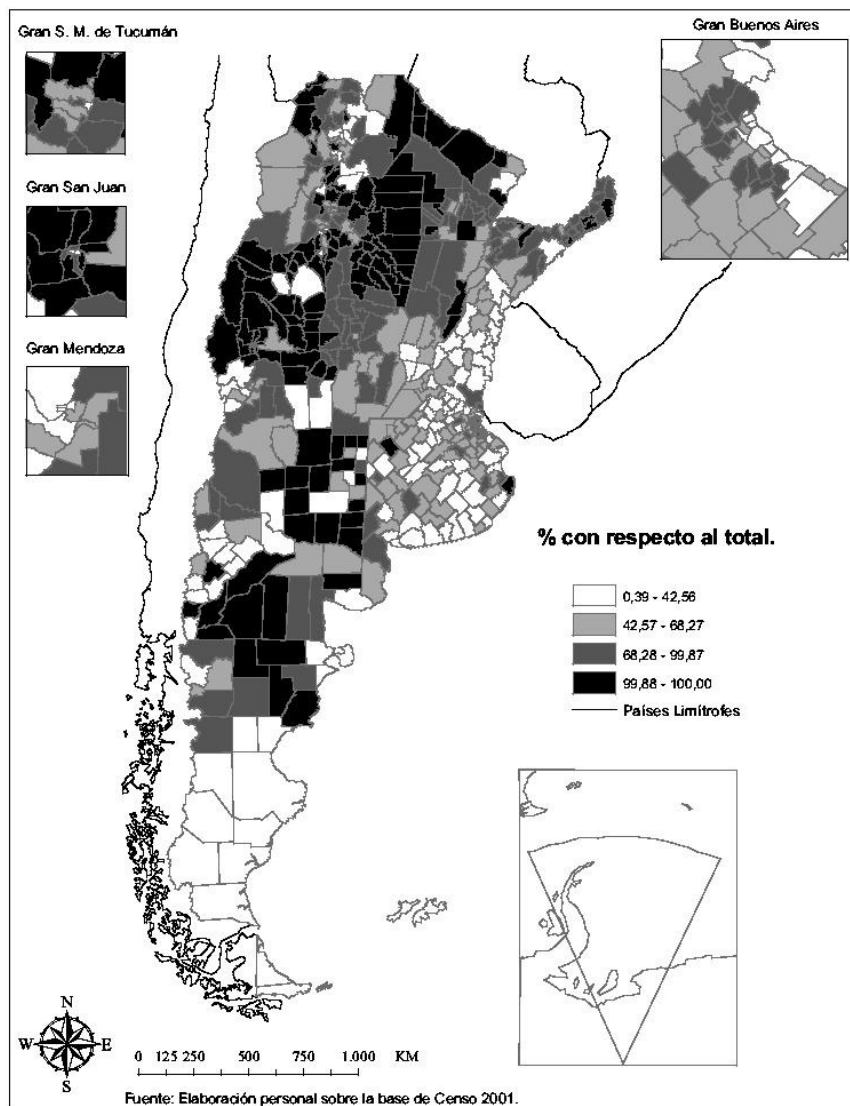 Gran S. M. de Tucumán
Gran Buenos Aires
Gran San Juan
Gran Mendoza
% con respecto al total.
0,39 - 42,56
42,57 - 68,27
68,28 - 99,87
99,88 - 100,00
Países Limítrofes
N
W E
S
0 125 250 500 750 1.000 KM
Fuente: Elaboración personal sobre la base de Censo 2001.